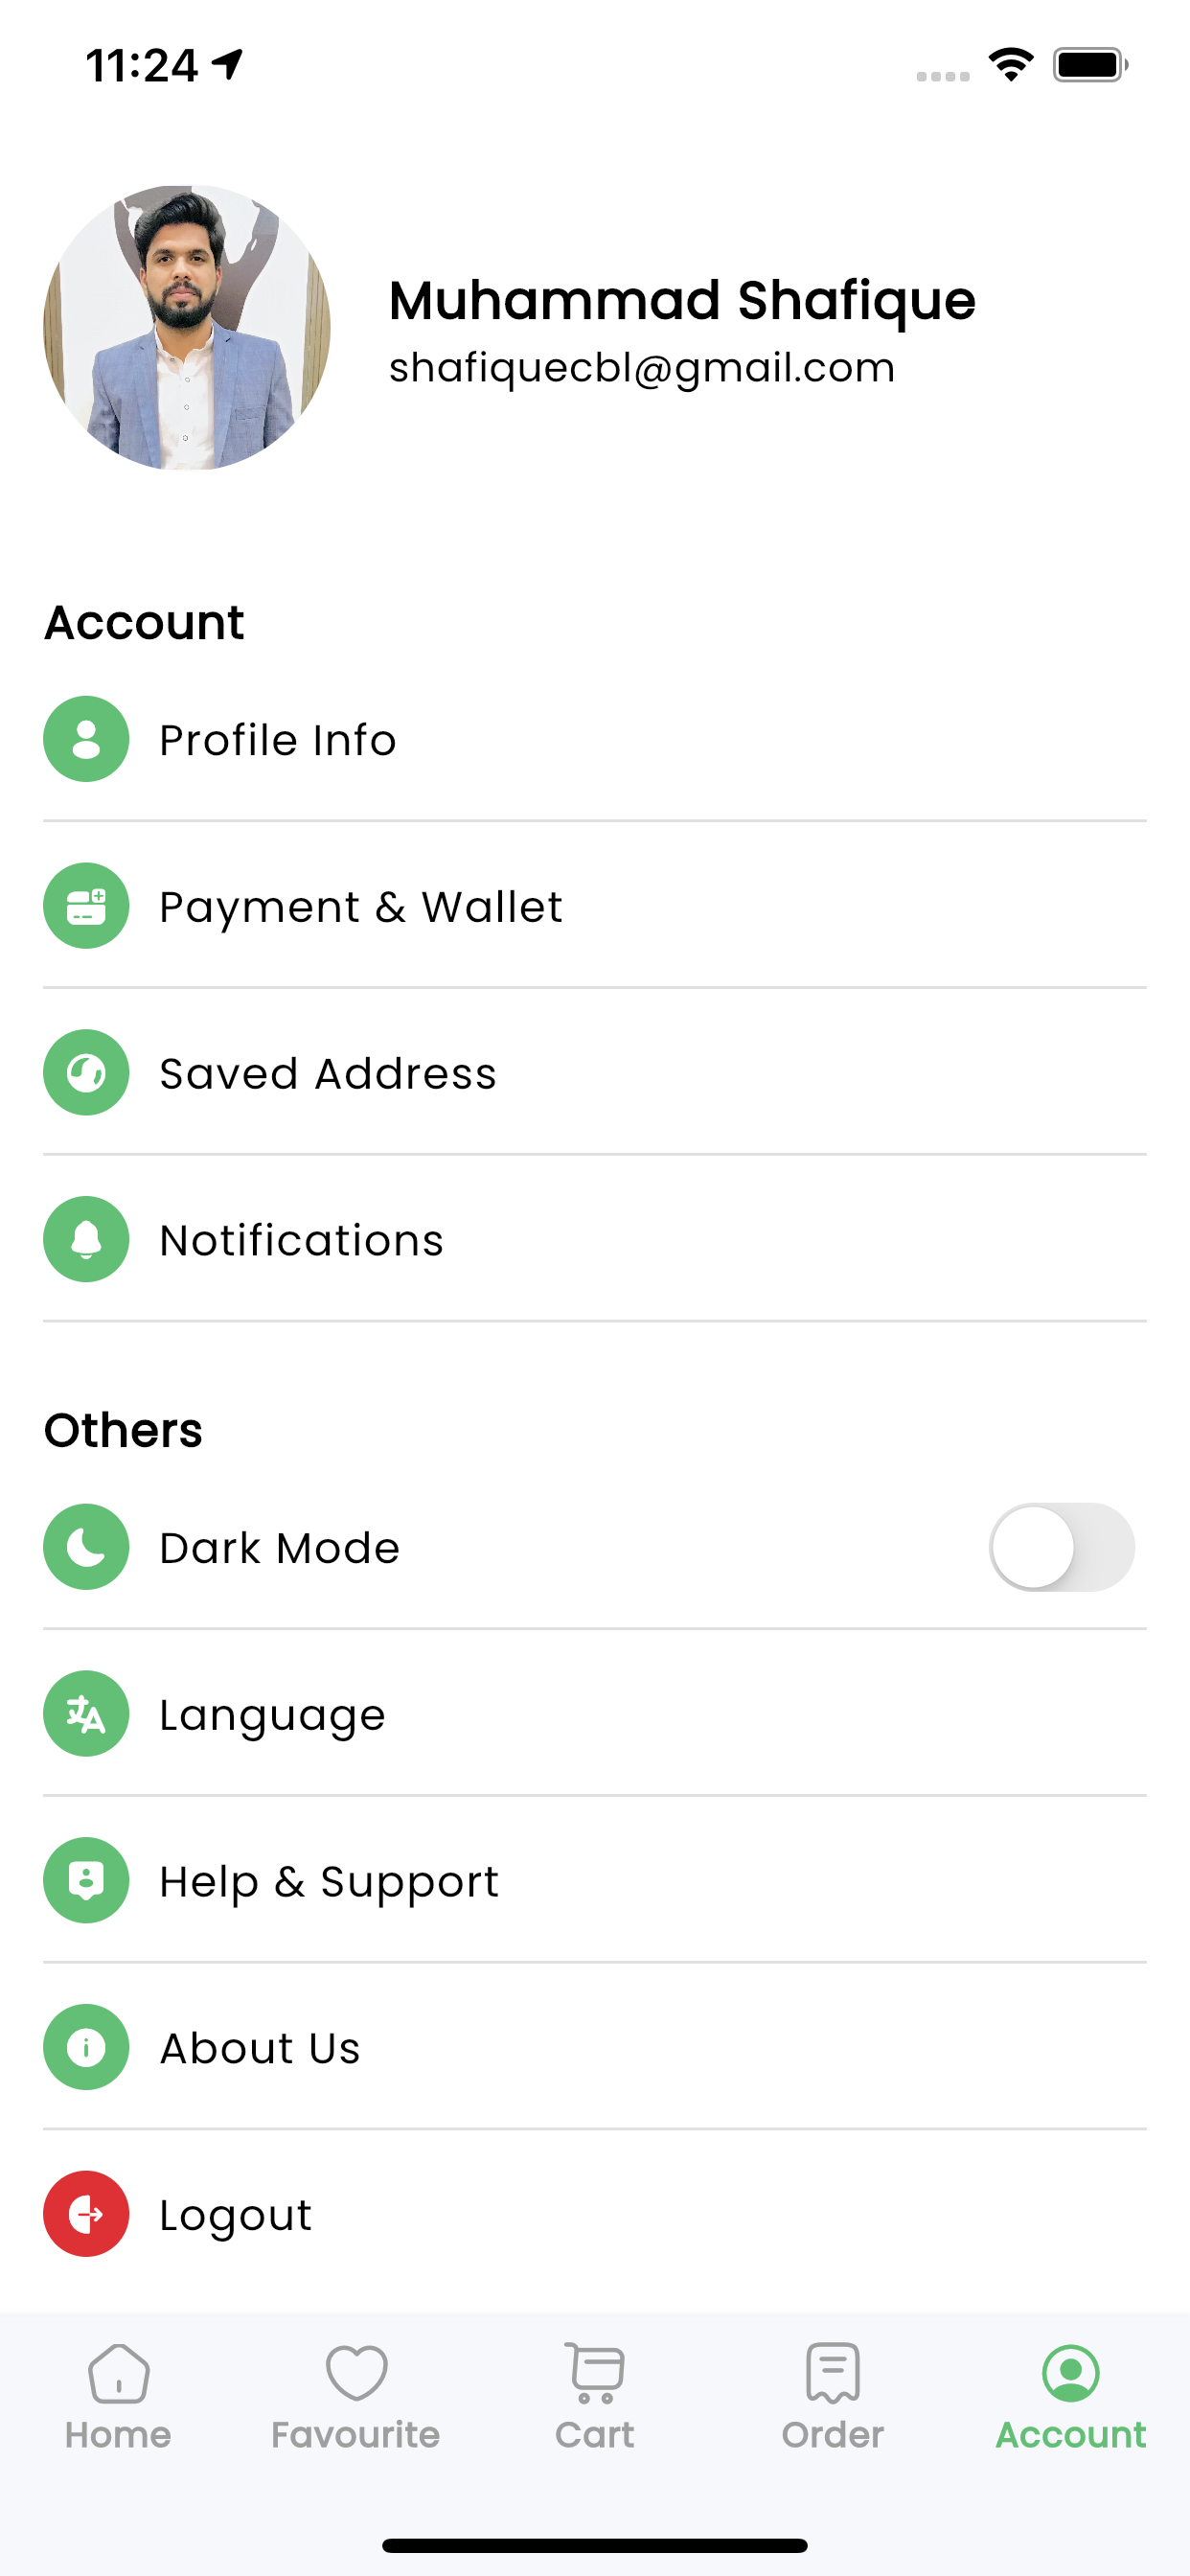 11:24
Muhammad Shafique
shafiquecbl@gmail.com
Account
Profile Info
Payment & Wallet
Saved Address
Notifications
Others
Dark Mode
Language
Help & Support
About Us
Logout
Home Favourite Cart Order Account